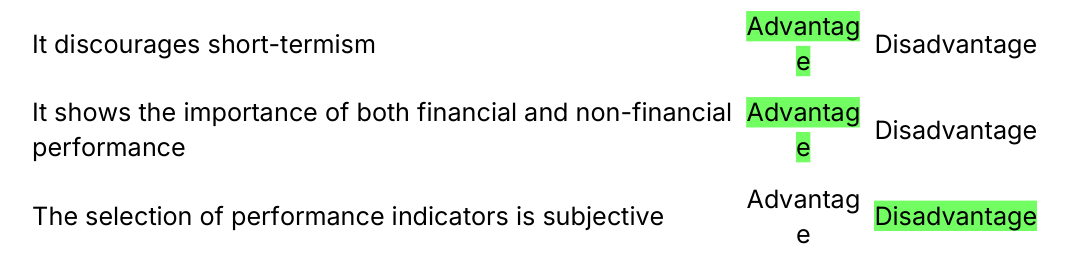 It discourages short-termism
Advantag
e
Disadvantage
It shows the importance of both financial and non-financial
performance
Advantag
e
Disadvantage
The selection of performance indicators is subjective
Advantag
e
Disadvantage